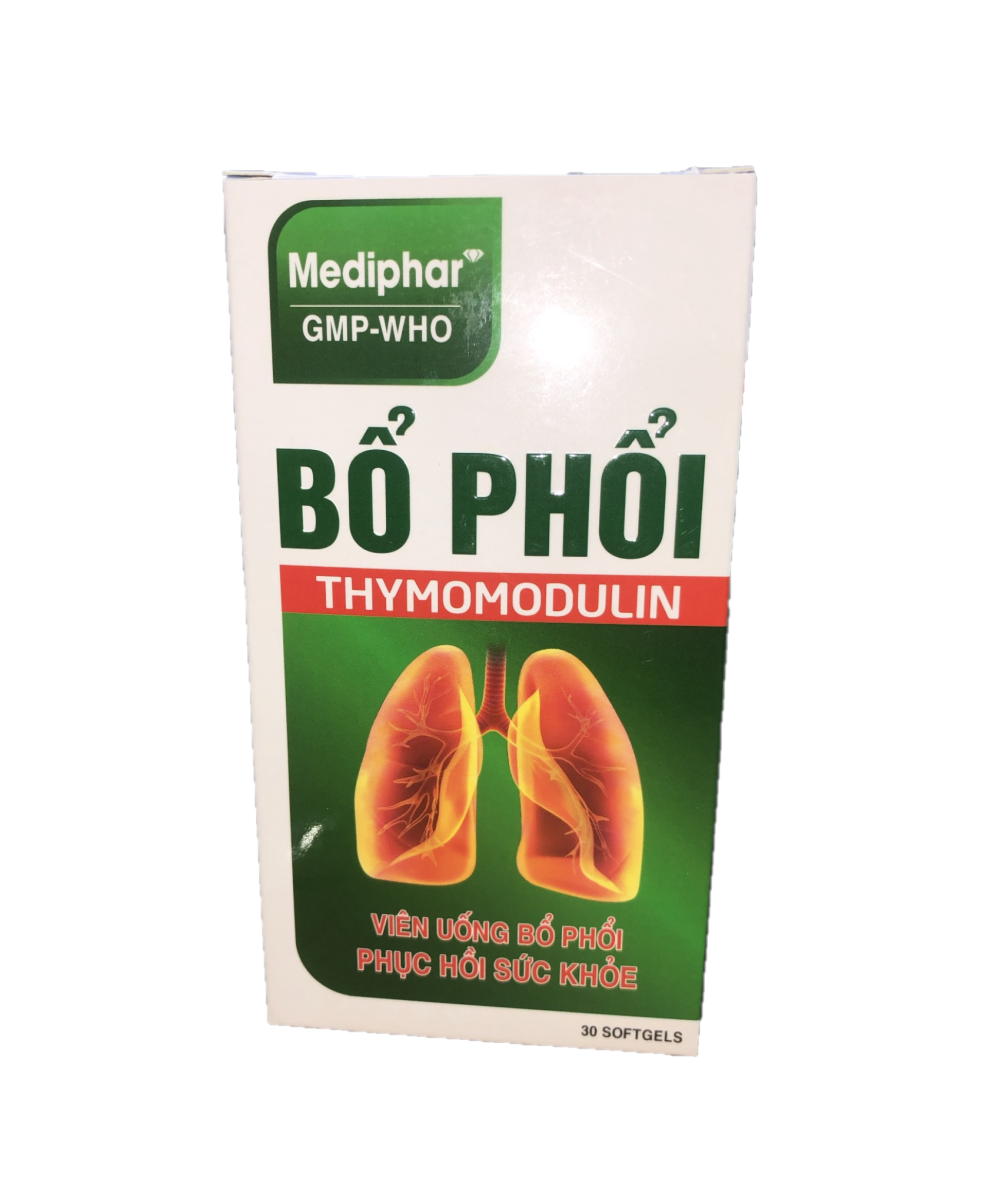 Mediphar
GMP-WHO
BỔ PHỔI
THYMOMODULIN
VIÊN UỐNG BỔ PHỔI
PHỤC HỒI SỨC KHỎE
30 SOFTGELS